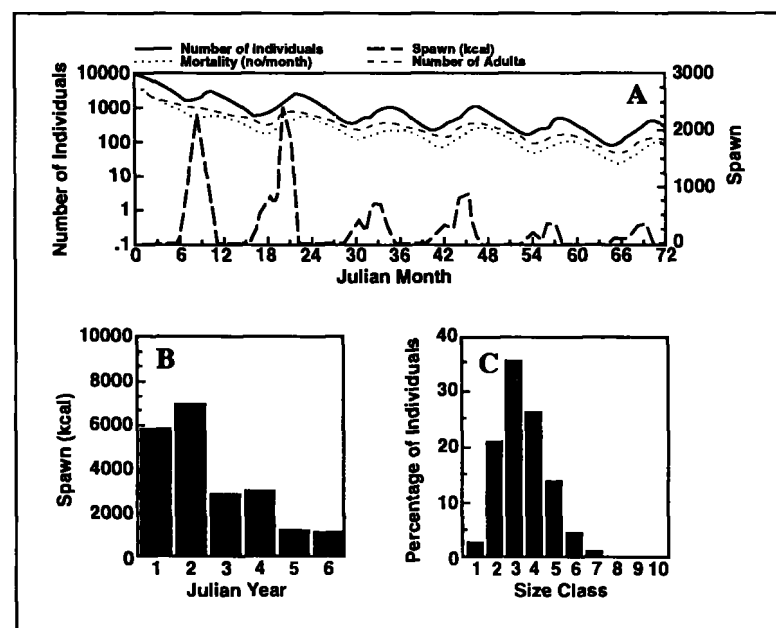 Number of Individuals
Spawn (kcal)
Mortality (no/month)
Number of Adults
A
10000
1000
100
10
1
.1
Number of Individuals
3000
2000
1000
0
Spawn
0 6 12 18 24 30 36 42 48 54 60 66 72
Julian Month
B
10000
8000
6000
4000
2000
0
Spawn (kcal)
1 2 3 4 5 6
Julian Year
C
40
30
20
10
0
Percentage of Individuals
1 2 3 4 5 6 7 8 9 10
Size Class